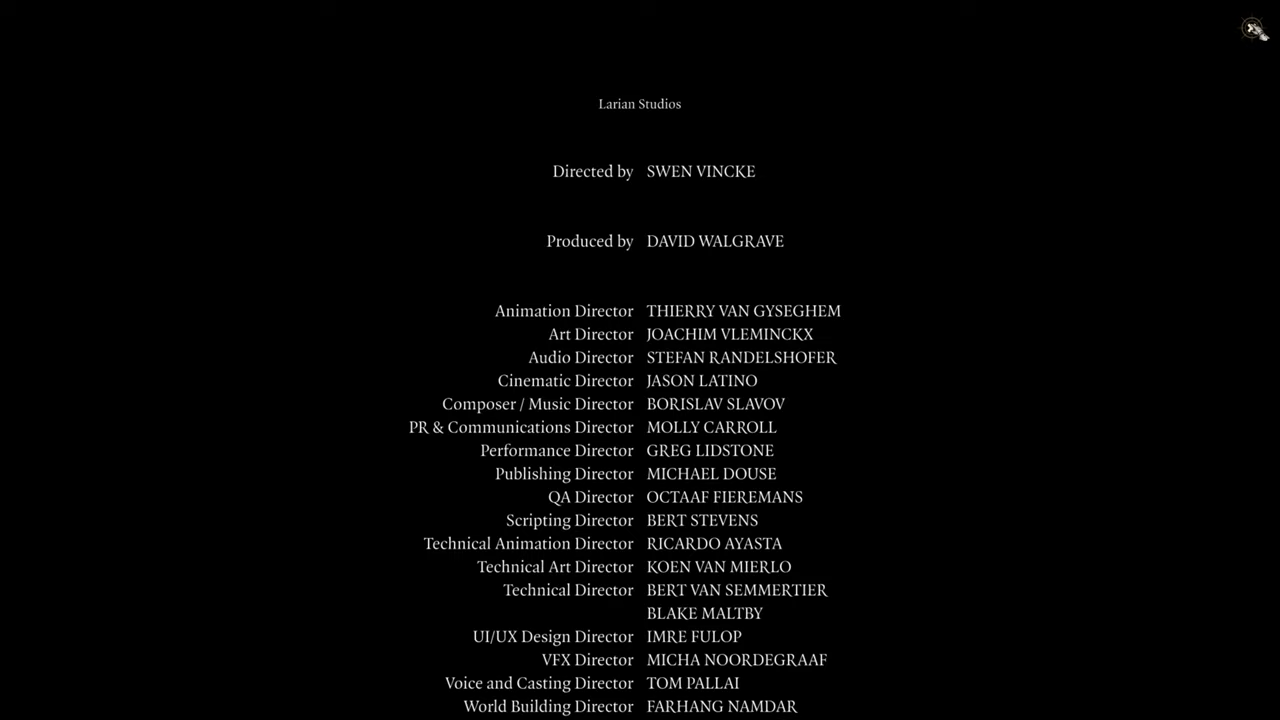 Larian Studios
Directed by SWEN VINCKE
Produced by DAVID WALGRAVE
Animation Director THIERRY VAN GYSEGHEM
Art Director JOACHIM VLEMINCKX
Audio Director STEFAN RANDELSHOFER
Cinematic Director JASON LATINO
Composer / Music Director BORISLAV SLAVOV
PR & Communications Director MOLLY CARROLL
Performance Director GREG LIDSTONE
Publishing Director MICHAEL DOUSE
QA Director OCTAAF FIEREMANS
Scripting Director BERT STEVENS
Technical Animation Director RICARDO AYASTA
Technical Art Director KOEN VAN MIERLO
Technical Director BERT VAN SEMMERTIER
BLAKE MALTBY
UI/UX Design Director IMRE FULOP
VFX Director MICHA NOORDEGRAAF
Voice and Casting Director TOM PALLAI
World Building Director FARHANG NAMDAR